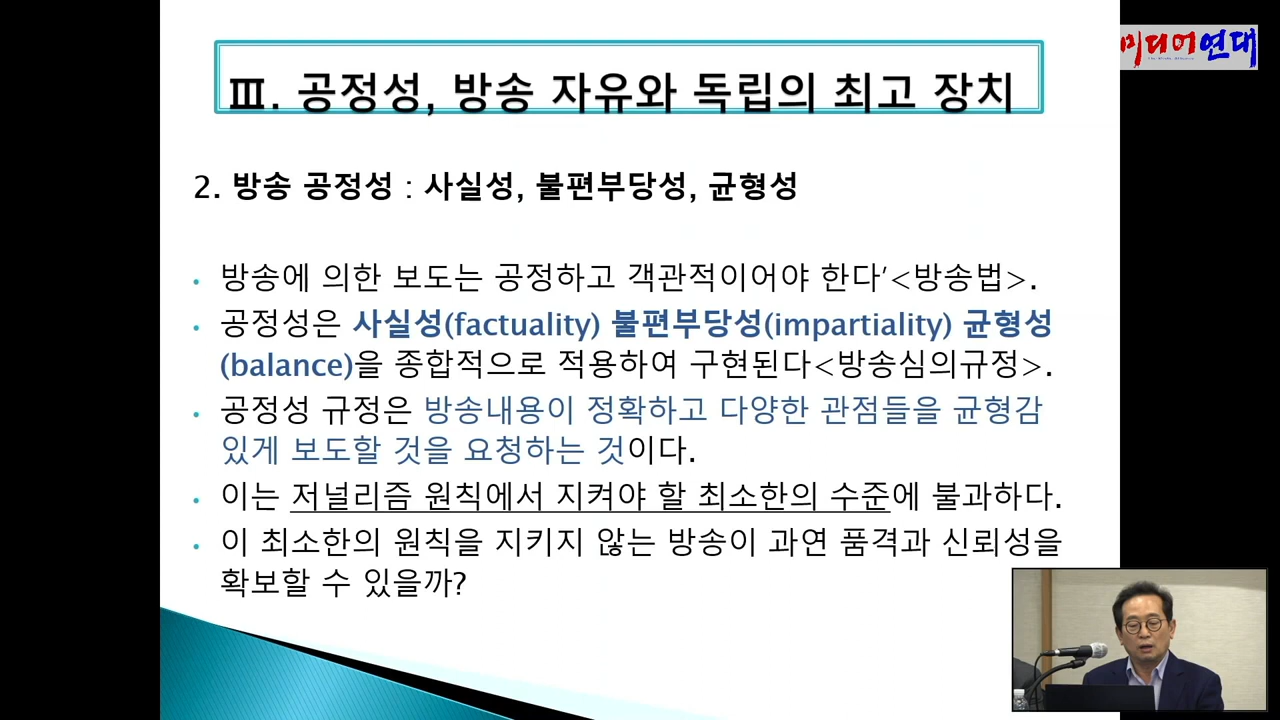 미디어연대
Ⅲ. 공정성, 방송 자유와 독립의 최고 장치
2. 방송 공정성 : 사실성, 불편부당성, 균형성
• 방송에 의한 보도는 공정하고 객관적이어야 한다’<방송법>.
• 공정성은 사실성(factuality) 불편부당성(impartiality) 균형성
(balance)을 종합적으로 적용하여 구현된다<방송심의규정>.
• 공정성 규정은 방송내용이 정확하고 다양한 관점들을 균형감
있게 보도할 것을 요청하는 것이다.
• 이는 저널리즘 원칙에서 지켜야 할 최소한의 수준에 불과하다.
• 이 최소한의 원칙을 지키지 않는 방송이 과연 품격과 신뢰성을
확보할 수 있을까?